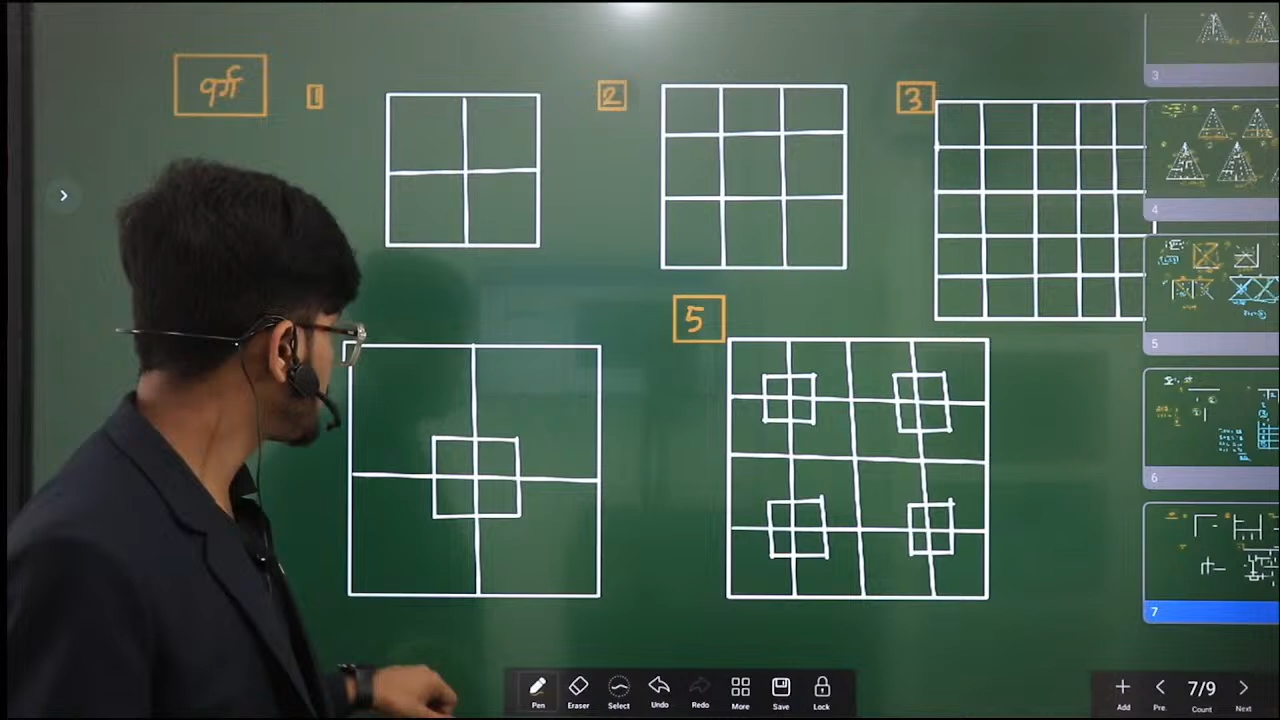 वर्ग
1
2
3
5
3
4
5
6
7
Pen
Eraser
Select
Undo
Redo
More
Save
Lock
Add
Pre.
7/9
Count
Next